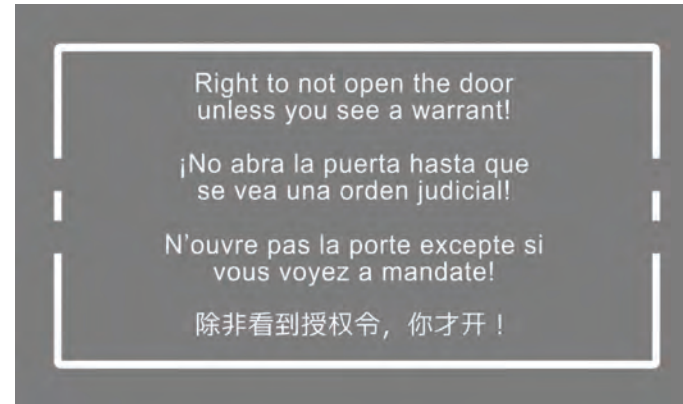 Right to not open the door
unless you see a warrant!
¡No abra la puerta hasta que
se vea una orden judicial!
N'ouvre pas la porte excepte si
vous voyez a mandate!
除非看到授权令，你才开！